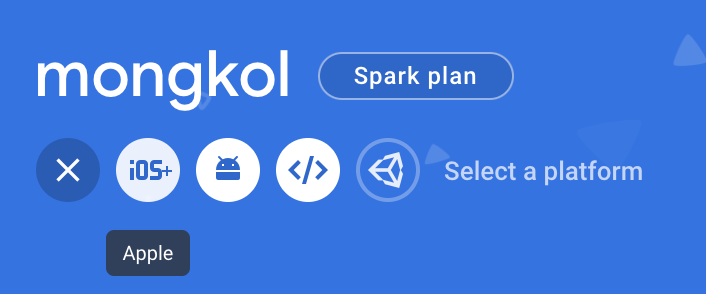 mongkol Spark plan
iOS+ </> Select a platform
Apple